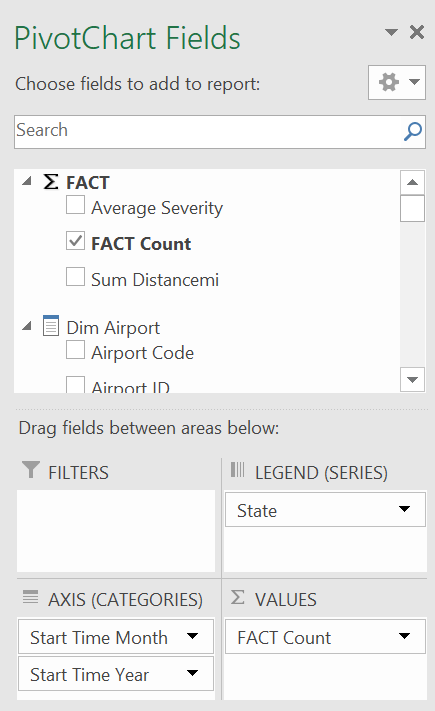 PivotChart Fields
Choose fields to add to report:
Search
Σ FACT
Average Severity
FACT Count
Sum Distancemi
Dim Airport
Airport Code
Airport ID
Drag fields between areas below:
FILTERS
LEGEND (SERIES)
State
AXIS (CATEGORIES)
Σ VALUES
Start Time Month
FACT Count
Start Time Year